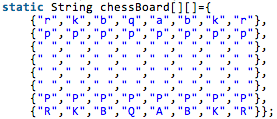 static String chessBoard[][]={
{"r","k","b","q","a","b","k","r"},
{"p","p","p","p","p","p","p","p"},
{" "," "," "," "," "," "," "," "},
{" "," "," "," "," "," "," "," "},
{" "," "," "," "," "," "," "," "},
{" "," "," "," "," "," "," "," "},
{"P","P","P","P","P","P","P","P"},
{"R","K","B","Q","A","B","K","R"}};